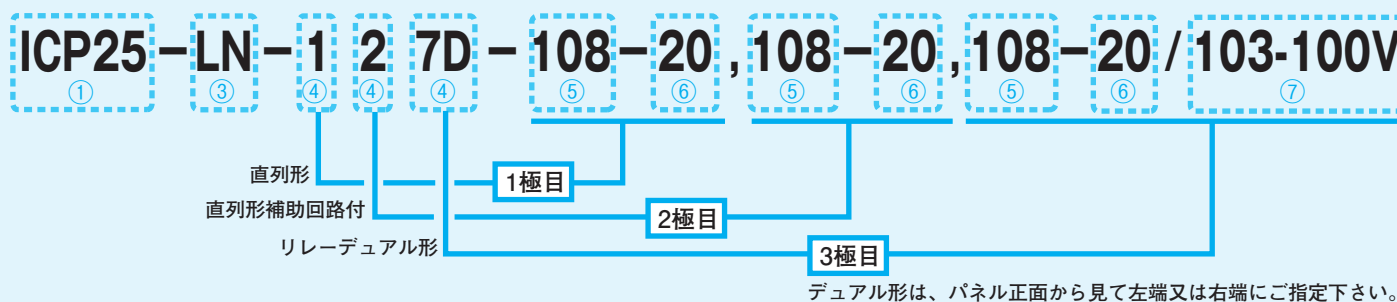 ICP25-LN-1 2 7D-108-20,108-20,108-20/103-100V
① ③ ④ ④ ④ ⑤ ⑥ ⑤ ⑥ ⑤ ⑥ ⑦
直列形 1極目
直列形補助回路付 2極目
リレーデュアル形 3極目
デュアル形は、パネル正面から見て左端又は右端にご指定下さい。